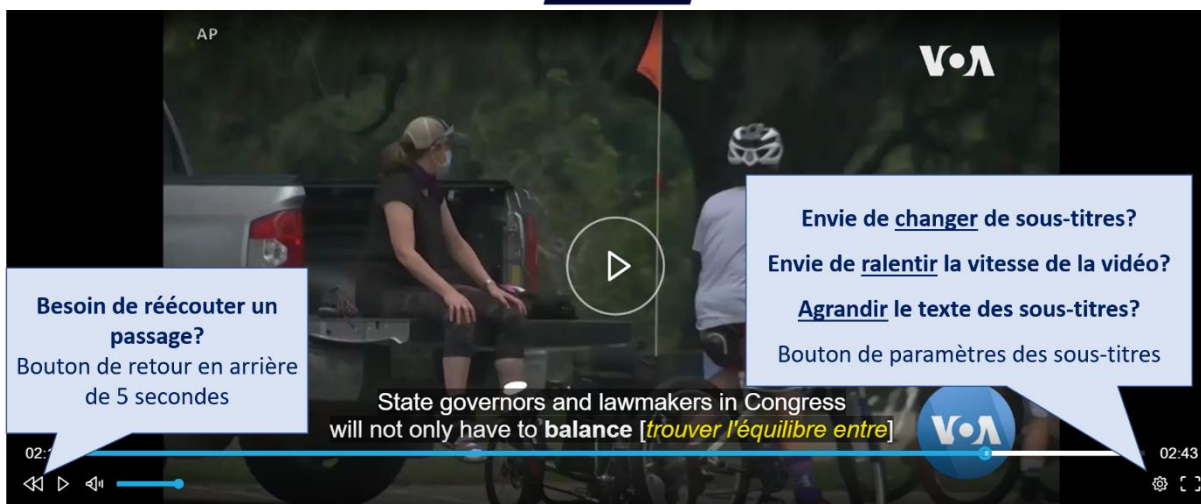 AP
VOA
Envie de changer de sous-titres?
Envie de ralentir la vitesse de la vidéo?
Agrandir le texte des sous-titres?
Bouton de paramètres des sous-titres
Besoin de réécouter un
passage?
Bouton de retour en arrière
de 5 secondes
State governors and lawmakers in Congress
will not only have to balance [trouver l'équilibre entre]
VOA
02:43